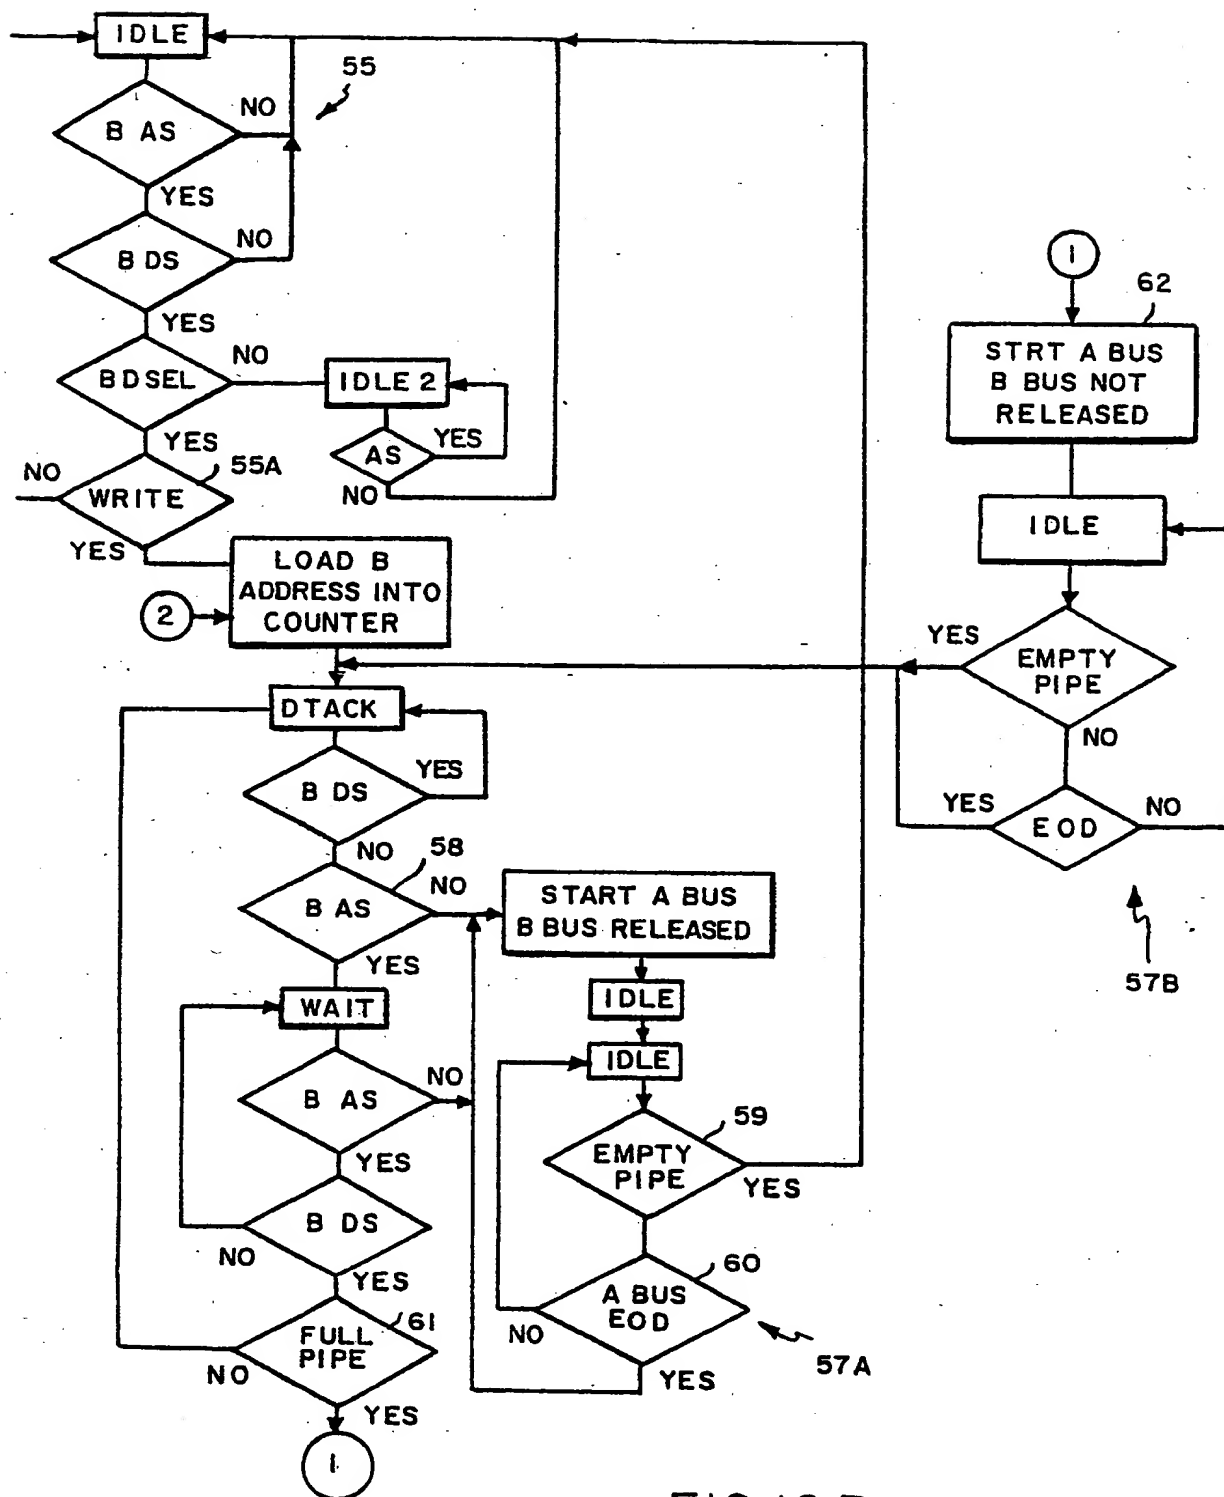 IDLE
55
B AS
NO
YES
B DS
NO
YES
BDSEL
NO
IDLE 2
YES
AS
YES
NO
55A
NO
WRITE
YES
LOAD B
ADDRESS INTO
COUNTER
2
DTACK
B DS
YES
NO
58
B AS
NO
START A BUS
B BUS RELEASED
YES
WAIT
IDLE
IDLE
B AS
NO
YES
59
EMPTY
PIPE
YES
B DS
NO
YES
60
A BUS
EOD
NO
YES
57A
61
FULL
PIPE
NO
YES
1
1
62
STRT A BUS
B BUS NOT
RELEASED
IDLE
YES
EMPTY
PIPE
NO
YES
EOD
NO
57B